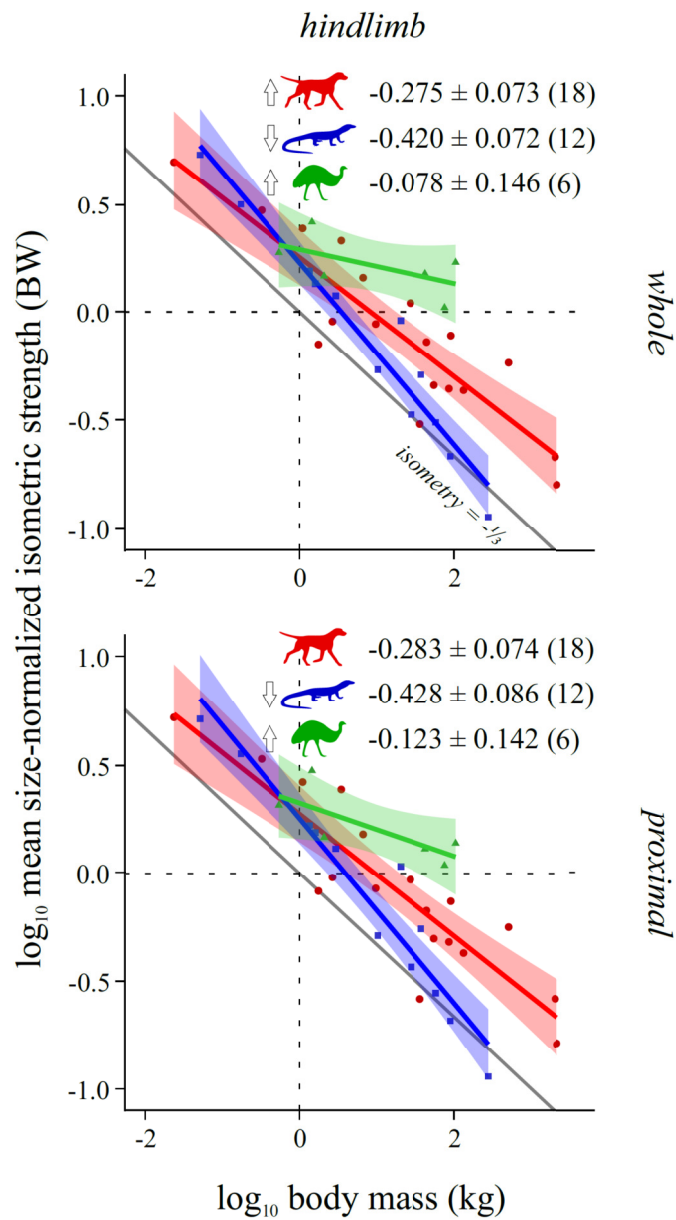 hindlimb
-0.275 ± 0.073 (18)
-0.420 ± 0.072 (12)
-0.078 ± 0.146 (6)
1.0
0.5
0.0
-0.5
-1.0
isometry = -1/3
-2
0
2
whole
-0.283 ± 0.074 (18)
-0.428 ± 0.086 (12)
-0.123 ± 0.142 (6)
1.0
0.5
0.0
-0.5
-1.0
-2
0
2
proximal
log₁₀ mean size-normalized isometric strength (BW)
log₁₀ body mass (kg)